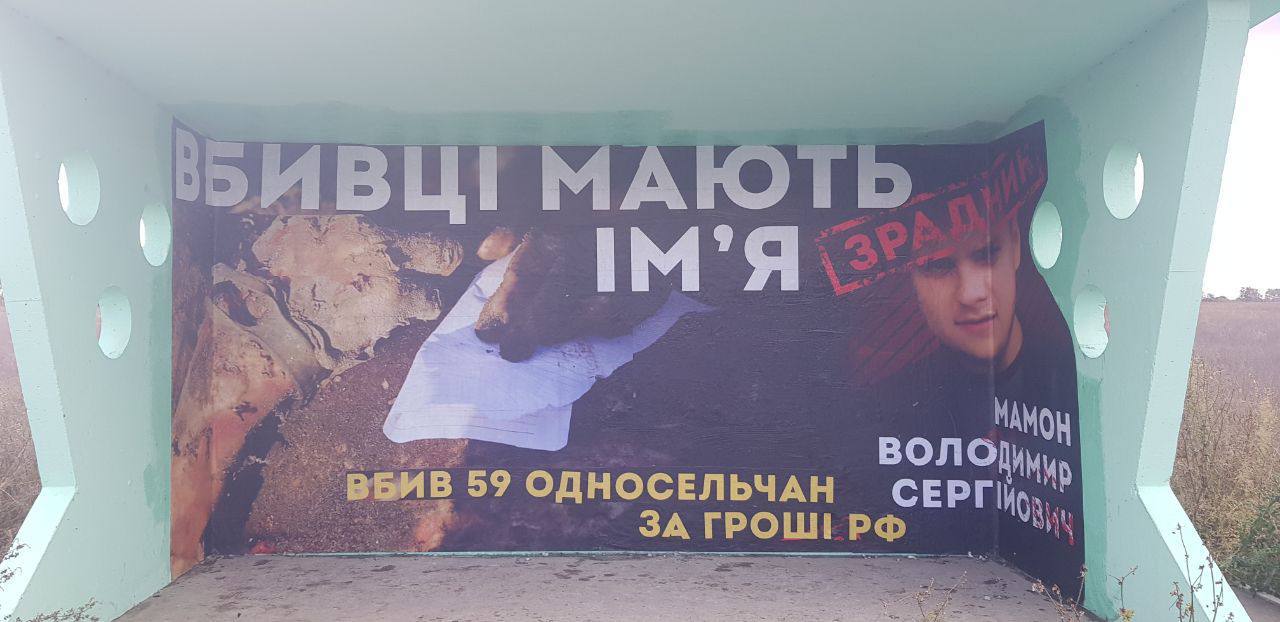 ВБИВЦІ МАЮТЬ
ІМ’Я
ЗРАДНИК
МАМОН
ВОЛОДИМИР
СЕРГІЙОВИЧ
ВБИВ 59 ОДНОСЕЛЬЧАН
ЗА ГРОШІ РФ